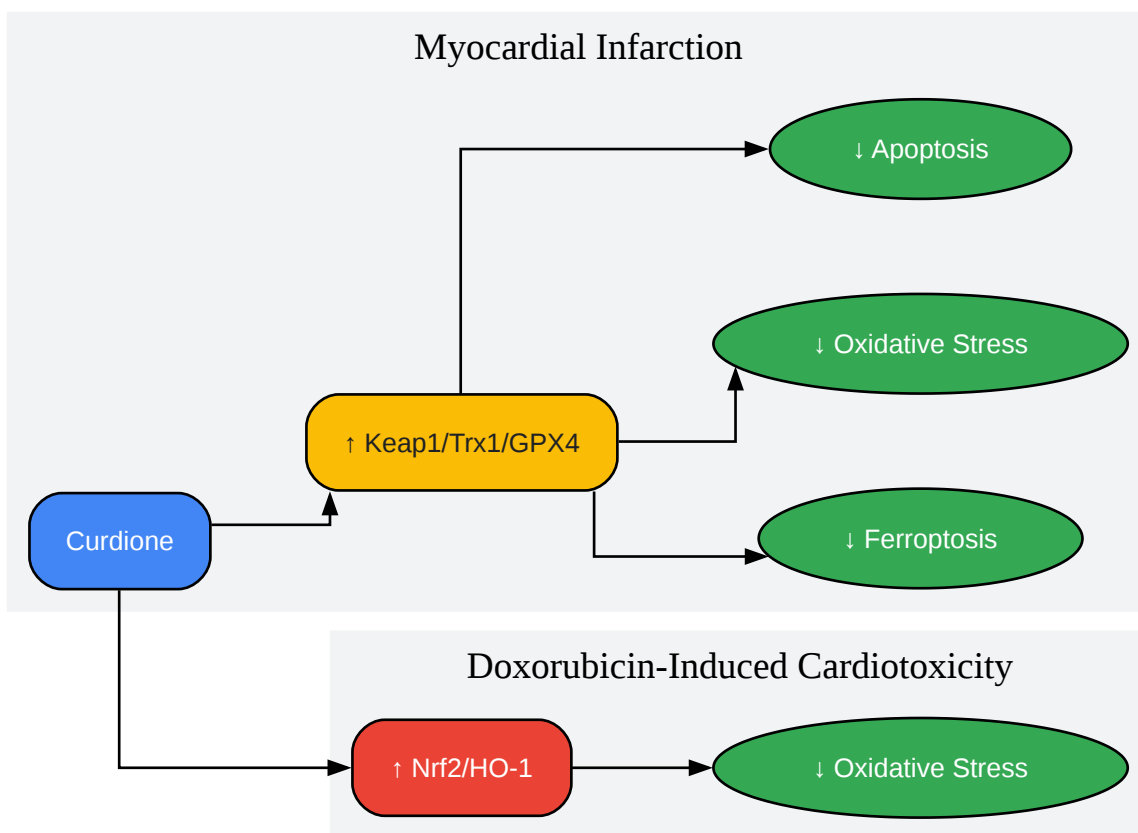 Myocardial Infarction
↓ Apoptosis
↓ Oxidative Stress
↑ Keap1/Trx1/GPX4
Curdione
↓ Ferroptosis
Doxorubicin-Induced Cardiotoxicity
↑ Nrf2/HO-1
↓ Oxidative Stress